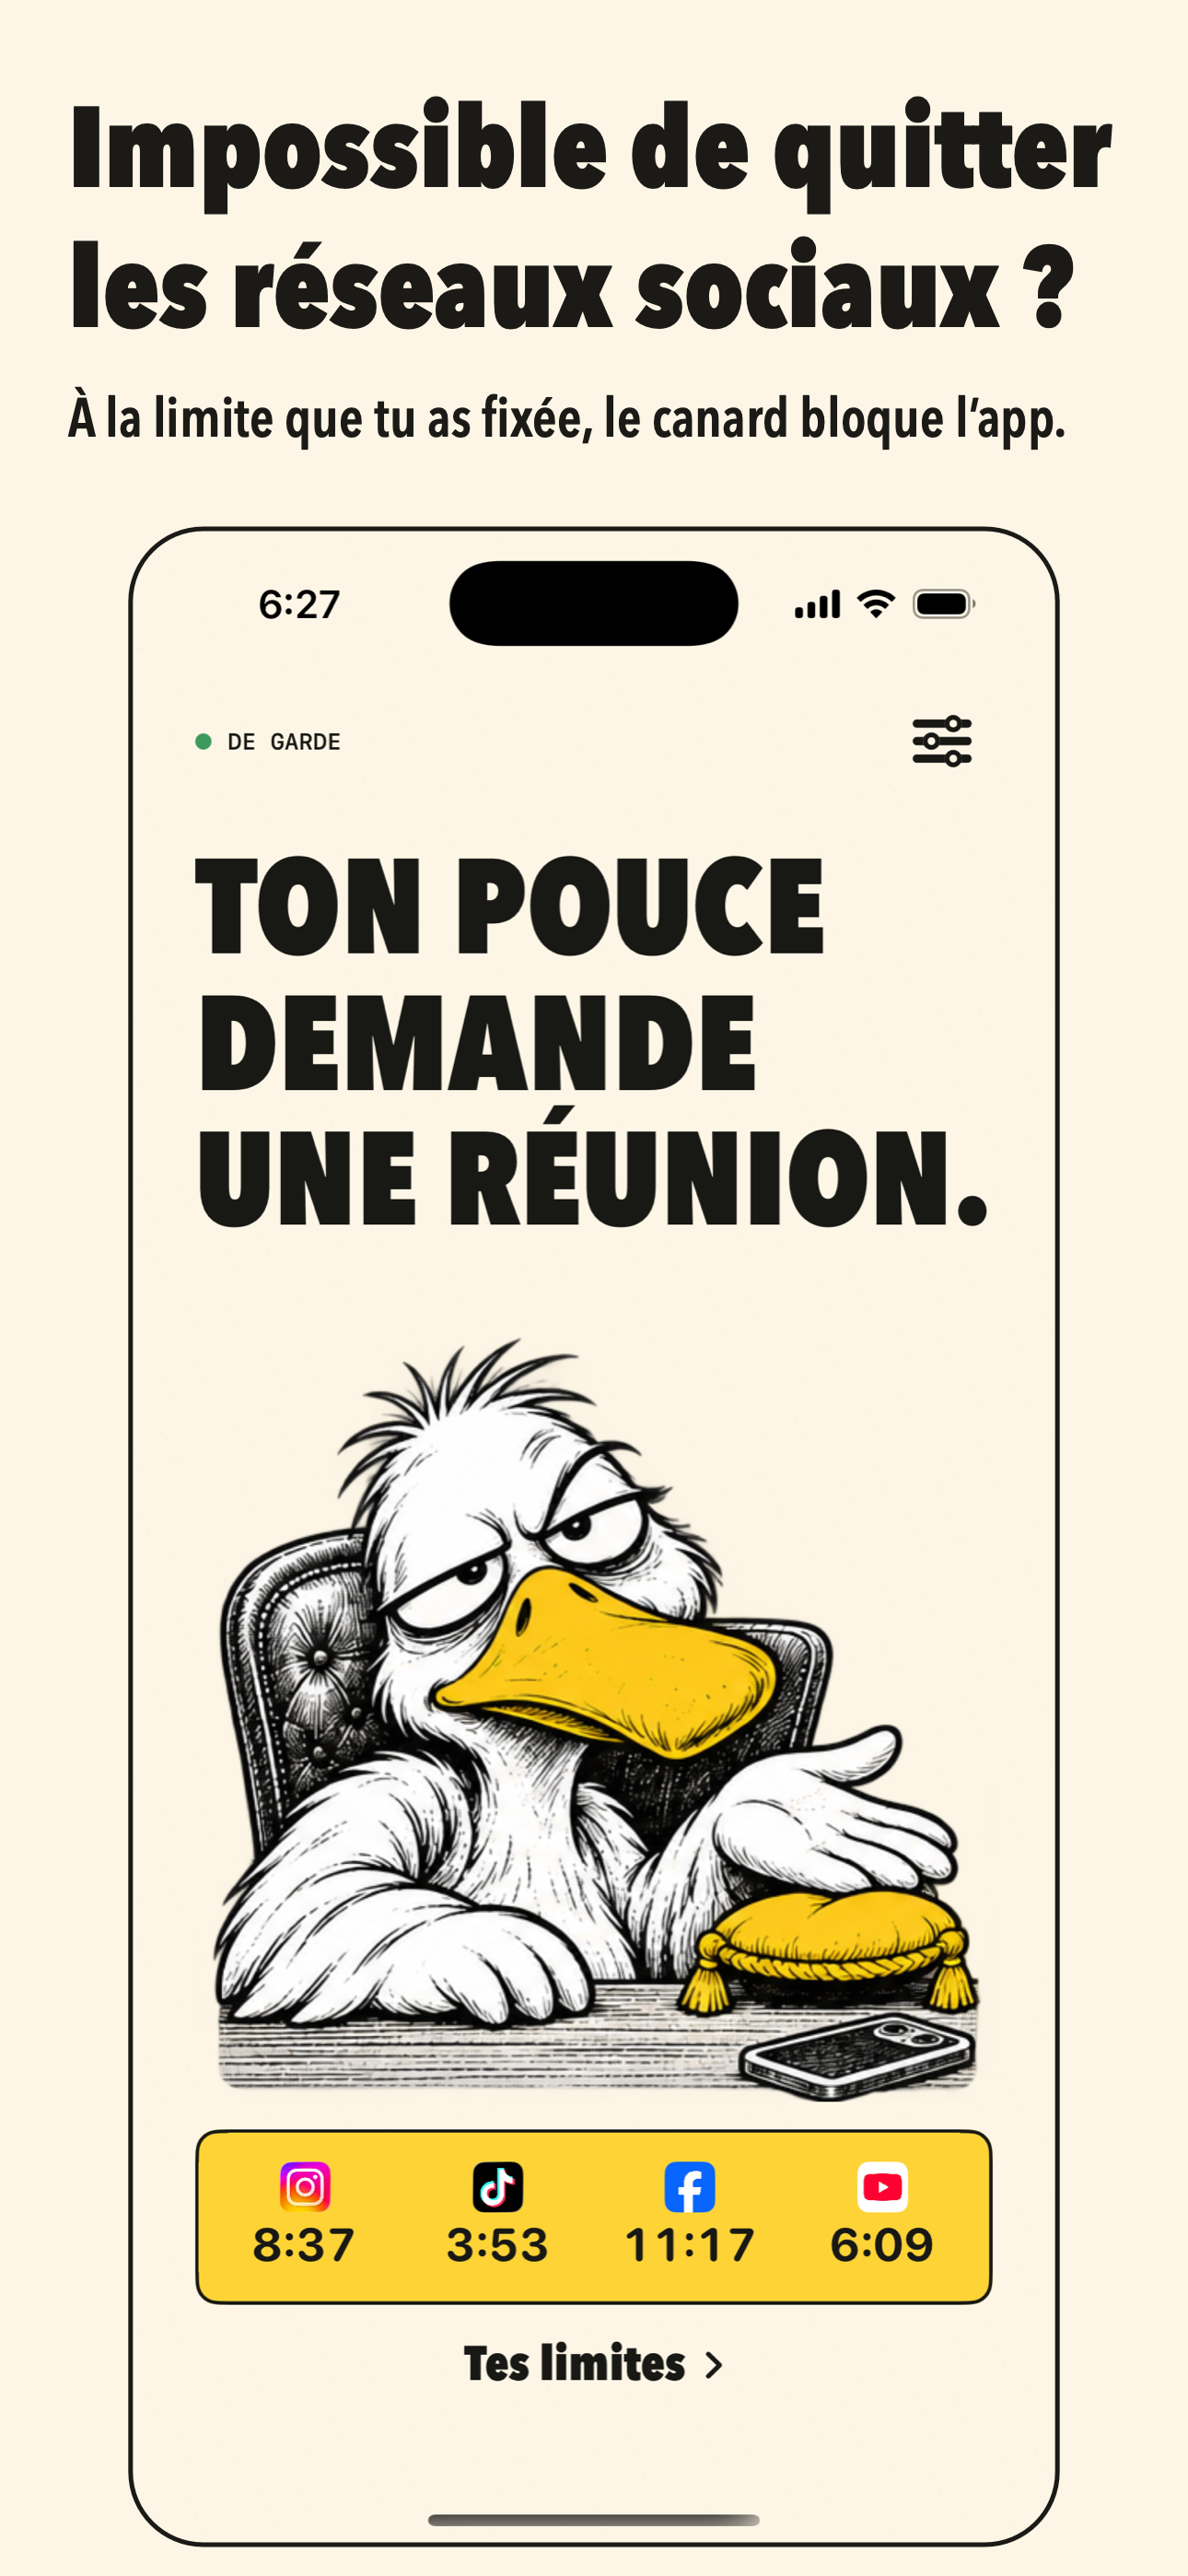 Impossible de quitter
les réseaux sociaux ?
À la limite que tu as fixée, le canard bloque l’app.
6:27
DE GARDE
TON POUCE
DEMANDE
UNE RÉUNION.
8:37 3:53 11:17 6:09
Tes limites